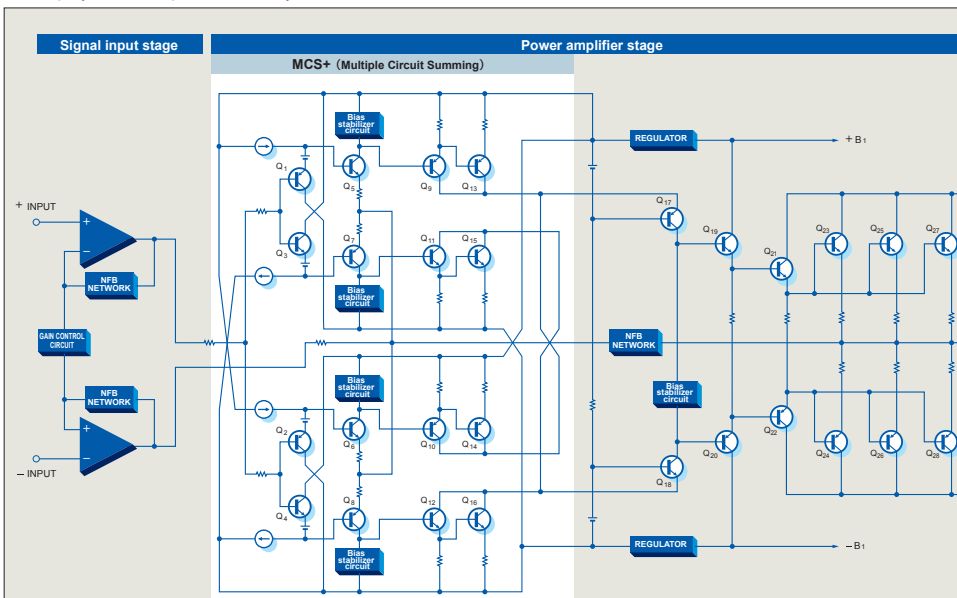 Signal input stage
Power amplifier stage
MCS+ (Multiple Circuit Summing)
Bias
stabilizer
circuit
REGULATOR
+ B1
Q1
Q5
Q9
Q13
Q17
+ INPUT
+
−
Q3
Q7
Q11
Q15
Q19
Q21
Q23
Q25
Q27
NFB
NETWORK
Bias
stabilizer
circuit
GAIN CONTROL
CIRCUIT
NFB
NETWORK
NFB
NETWORK
Bias
stabilizer
circuit
Bias
stabilizer
circuit
+
−
− INPUT
Q2
Q6
Q10
Q14
Q20
Q22
Q24
Q26
Q28
Q4
Q8
Q12
Q16
Q18
Bias
stabilizer
circuit
REGULATOR
− B1